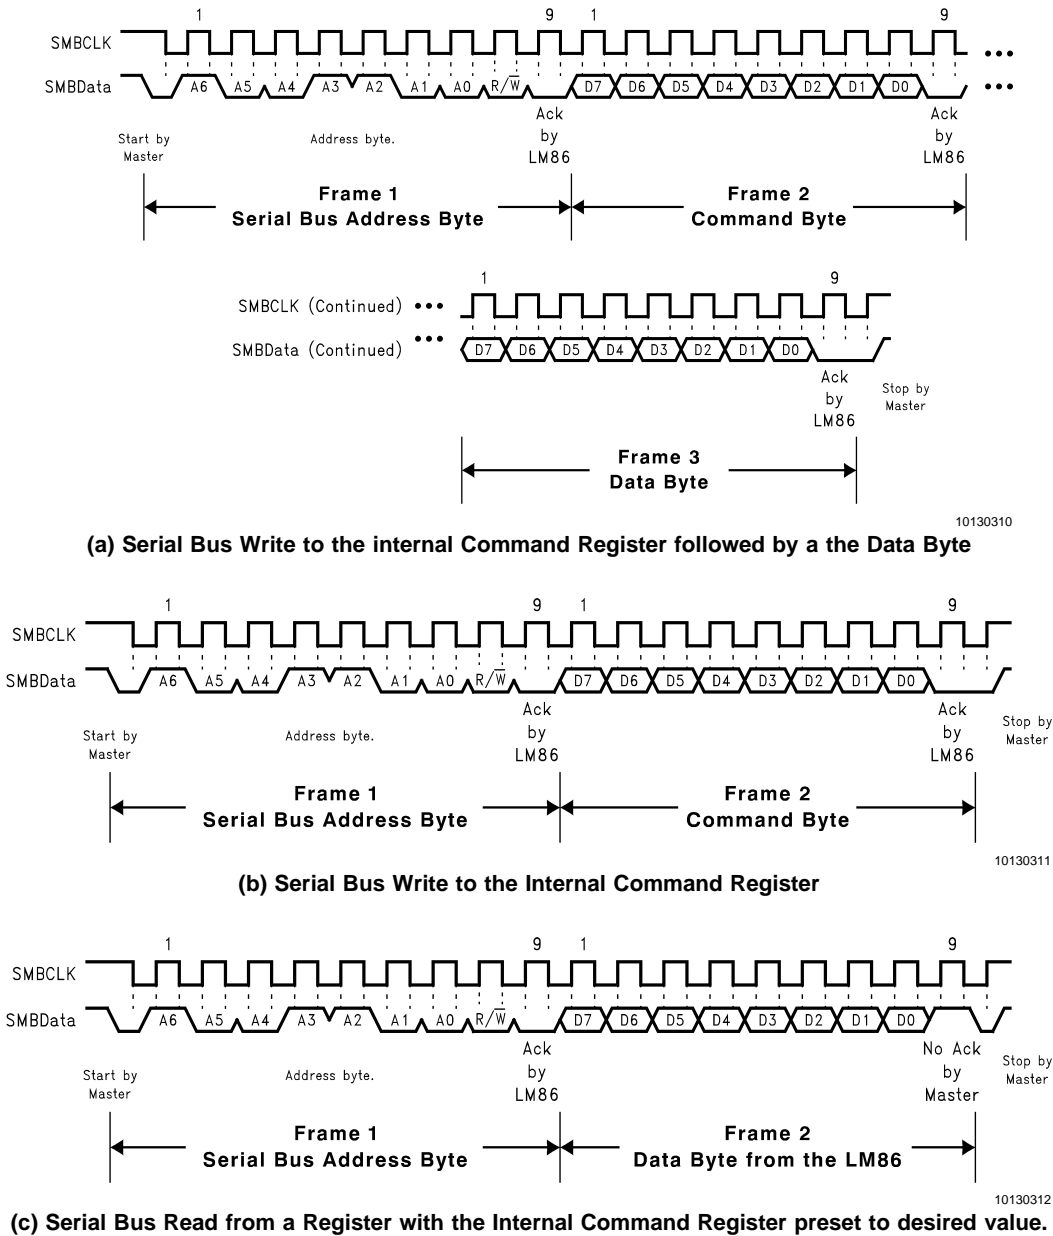 1 9 1 9
SMBCLK •••
SMBData A6 A5 A4 A3 A2 A1 A0 R/W̅ D7 D6 D5 D4 D3 D2 D1 D0 •••
Start by Master
Address byte.
Ack by LM86
Ack by LM86
Frame 1
Serial Bus Address Byte
Frame 2
Command Byte
1 9
SMBCLK (Continued) •••
SMBData (Continued) ••• D7 D6 D5 D4 D3 D2 D1 D0
Ack by LM86
Stop by Master
Frame 3
Data Byte
10130310
(a) Serial Bus Write to the internal Command Register followed by a the Data Byte
1 9 1 9
SMBCLK
SMBData A6 A5 A4 A3 A2 A1 A0 R/W̅ D7 D6 D5 D4 D3 D2 D1 D0
Start by Master
Address byte.
Ack by LM86
Ack by LM86
Stop by Master
Frame 1
Serial Bus Address Byte
Frame 2
Command Byte
10130311
(b) Serial Bus Write to the Internal Command Register
1 9 1 9
SMBCLK
SMBData A6 A5 A4 A3 A2 A1 A0 R/W̅ D7 D6 D5 D4 D3 D2 D1 D0
Start by Master
Address byte.
Ack by LM86
No Ack by Master
Stop by Master
Frame 1
Serial Bus Address Byte
Frame 2
Data Byte from the LM86
10130312
(c) Serial Bus Read from a Register with the Internal Command Register preset to desired value.